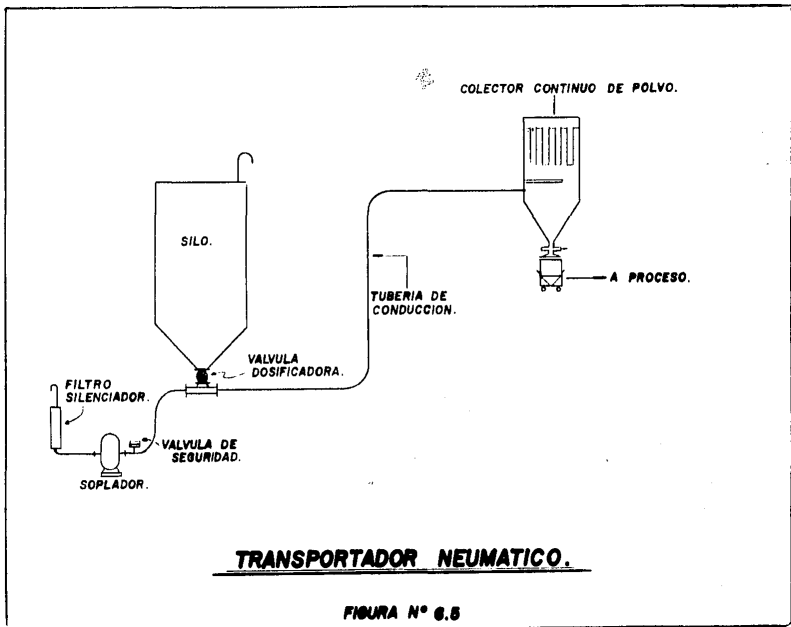 COLECTOR CONTINUO DE POLVO.
SILO.
TUBERIA DE
CONDUCCION.
A PROCESO.
VALVULA
DOSIFICADORA.
FILTRO
SILENCIADOR.
VALVULA DE
SEGURIDAD.
SOPLADOR.
TRANSPORTADOR NEUMATICO.
FIGURA Nº 6.5